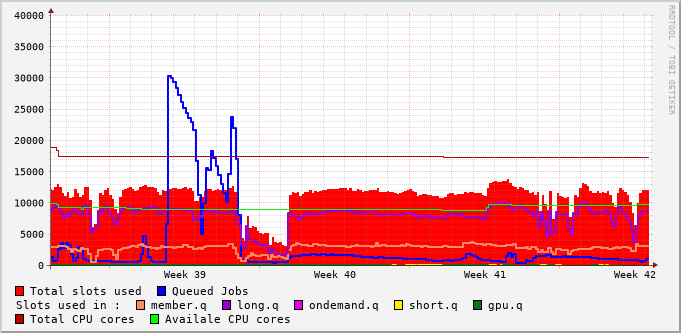 40000
35000
30000
25000
20000
15000
10000
5000
0
Week 39 Week 40 Week 41 Week 42
RRDTOOL / TOBI OETIKER
Total slots used Queued Jobs
Slots used in : member.q long.q ondemand.q short.q gpu.q
Total CPU cores Availale CPU cores